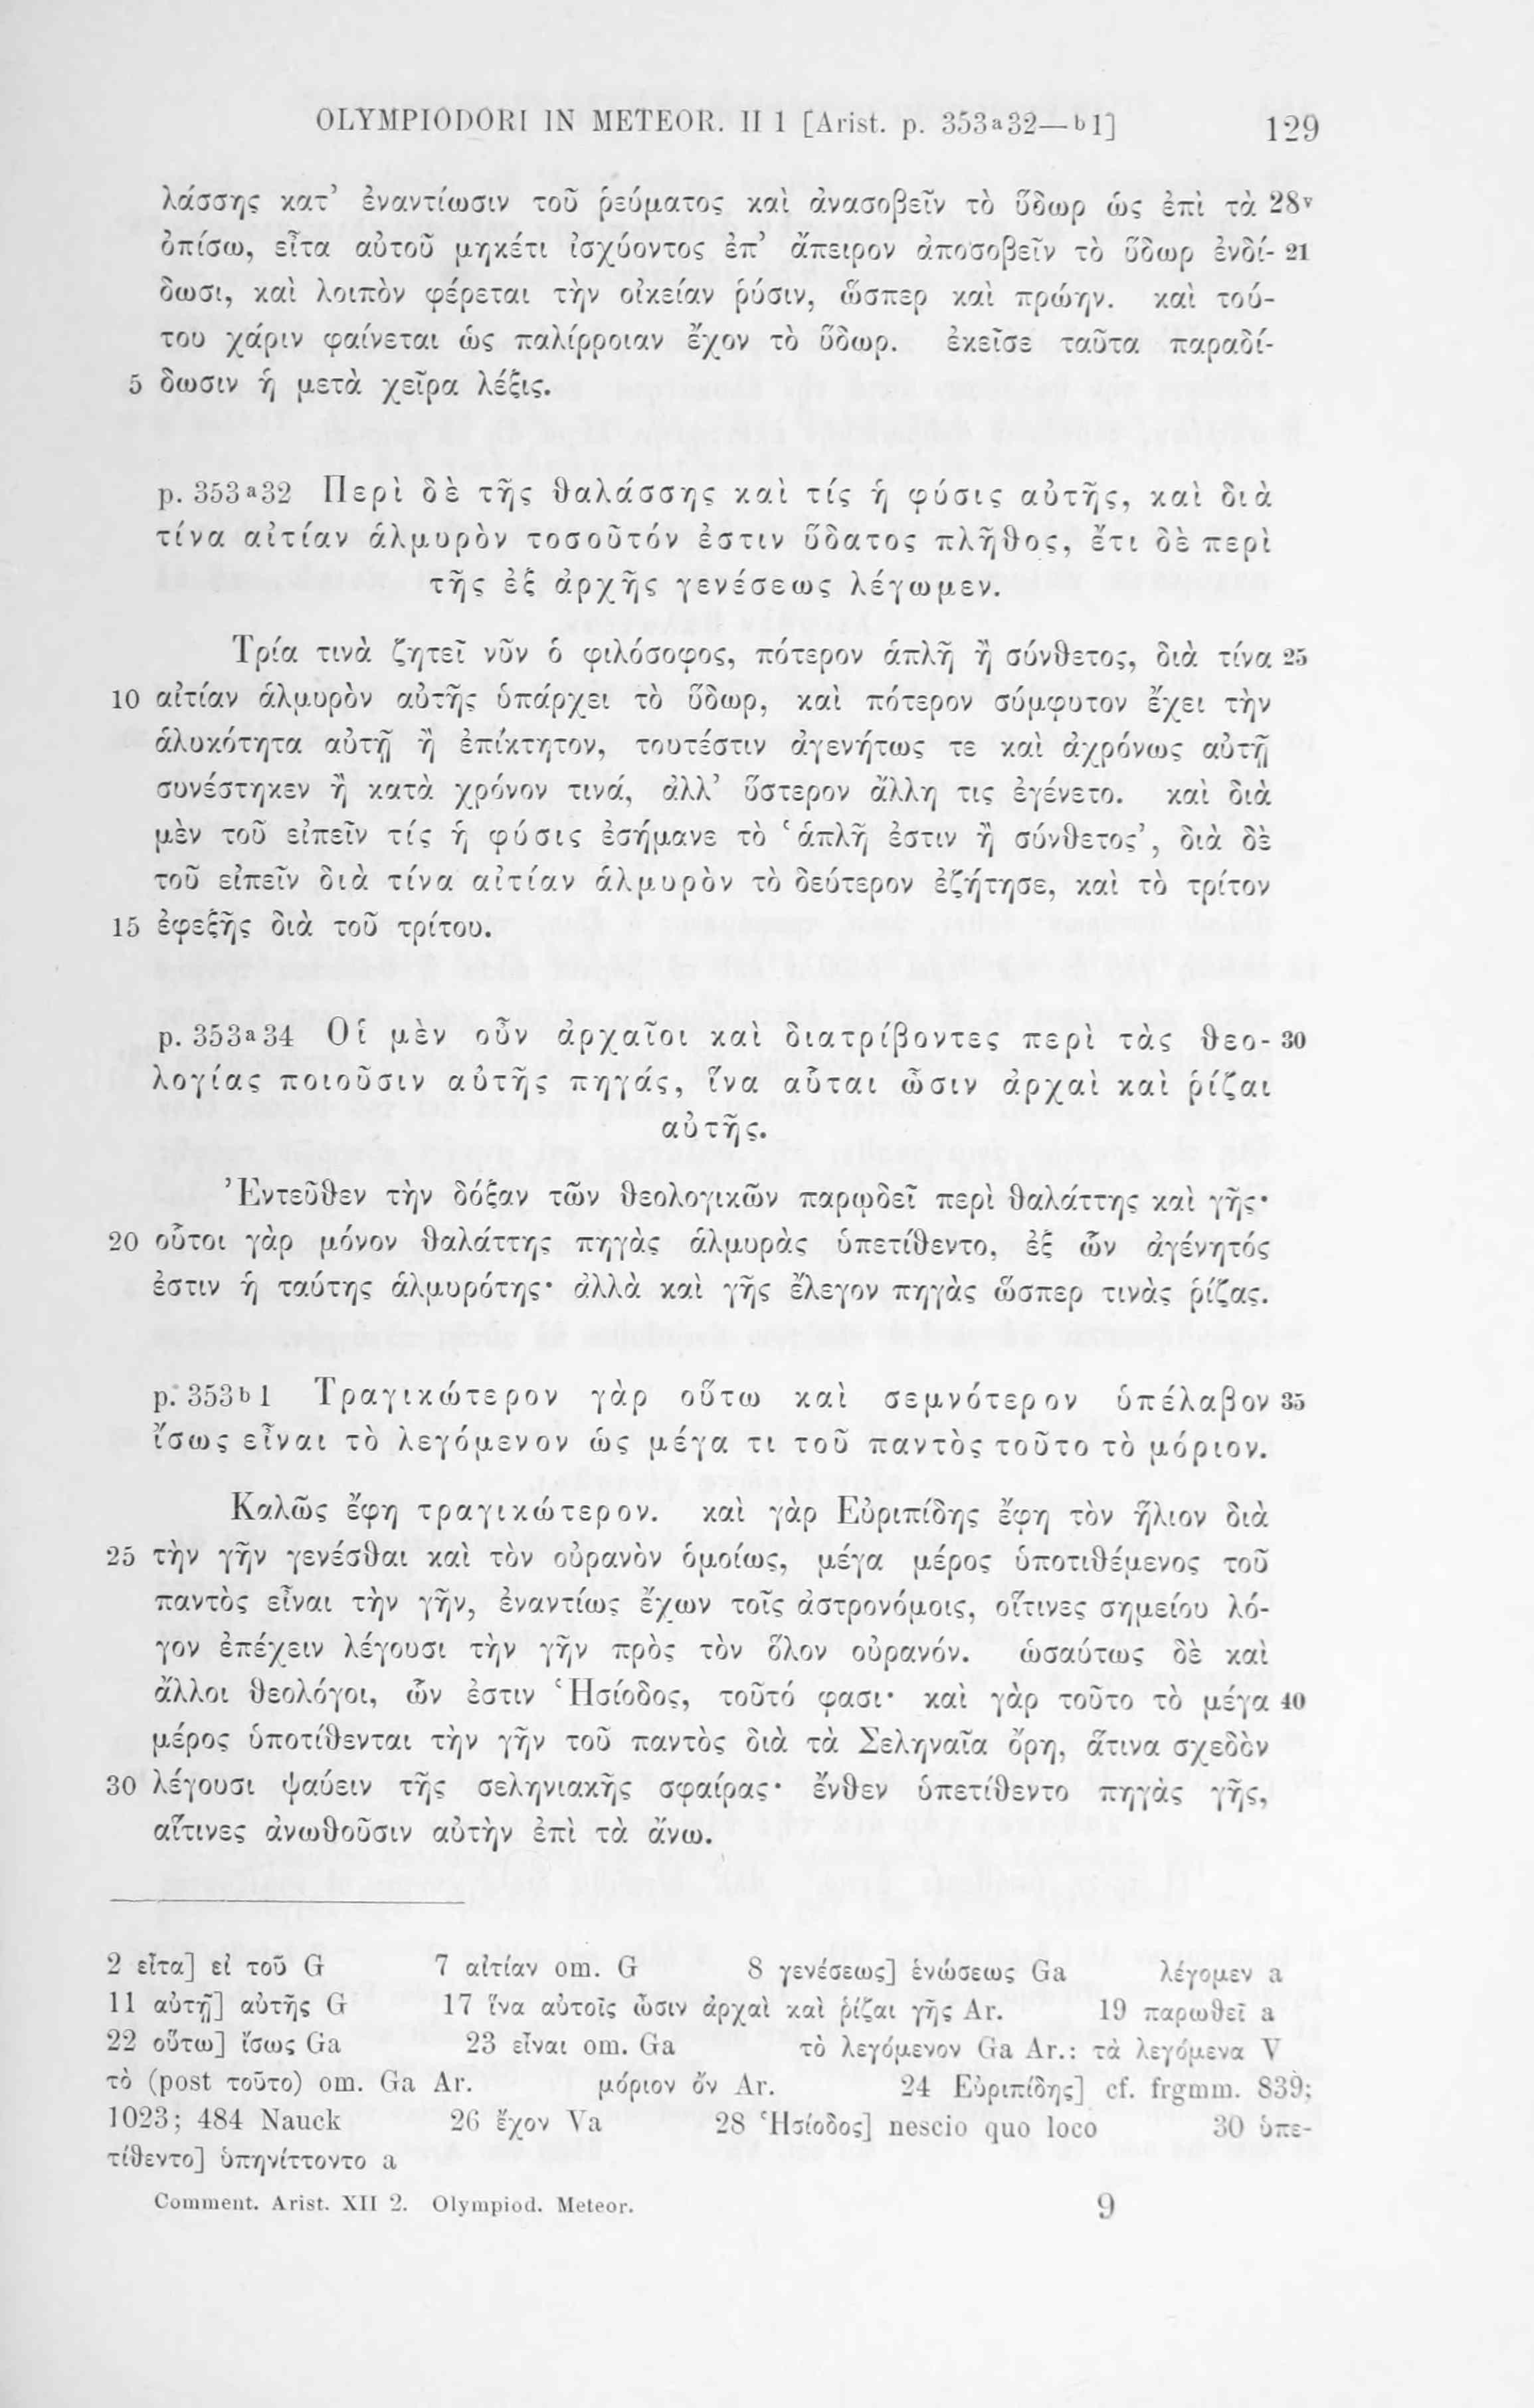 OLYMPIODORI IN METEOR. II 1 [Arist. p. 353a32—b1] 129
λάσσης κατ’ ἐναντίωσιν τοῦ ῥεύματος καὶ ἀνασοβεῖν τὸ ὕδωρ ὡς ἐπὶ τὰ 28v
ὀπίσω, εἶτα αὐτοῦ μηκέτι ἰσχύοντος ἐπ’ ἄπειρον ἀποσοβεῖν τὸ ὕδωρ ἐνδί- 21
δωσι, καὶ λοιπὸν φέρεται τὴν οἰκείαν ῥύσιν, ὥσπερ καὶ πρώην. καὶ τού-
του χάριν φαίνεται ὡς παλίρροιαν ἔχον τὸ ὕδωρ. ἐκεῖσε ταῦτα παραδί-
5 δωσιν ἡ μετὰ χεῖρα λέξις.
p. 353a32 Περὶ δὲ τῆς θαλάσσης καὶ τίς ἡ φύσις αὐτῆς, καὶ διὰ
τίνα αἰτίαν ἁλμυρὸν τοσοῦτόν ἐστιν ὕδατος πλῆθος, ἔτι δὲ περὶ
τῆς ἐξ ἀρχῆς γενέσεως λέγωμεν.
Τρία τινὰ ζητεῖ νῦν ὁ φιλόσοφος, πότερον ἁπλῆ ἢ σύνθετος, διὰ τίνα 25
10 αἰτίαν ἁλμυρὸν αὐτῆς ὑπάρχει τὸ ὕδωρ, καὶ πότερον σύμφυτον ἔχει τὴν
ἁλυκότητα αὐτῇ ἢ ἐπίκτητον, τουτέστιν ἀγενήτως τε καὶ ἀχρόνως αὐτῇ
συνέστηκεν ἢ κατὰ χρόνον τινά, ἀλλ’ ὕστερον ἄλλη τις ἐγένετο. καὶ διὰ
μὲν τοῦ εἰπεῖν τίς ἡ φύσις ἐσήμανε τὸ ‘ἁπλῆ ἐστιν ἢ σύνθετος’, διὰ δὲ
τοῦ εἰπεῖν διὰ τίνα αἰτίαν ἁλμυρὸν τὸ δεύτερον ἐζήτησε, καὶ τὸ τρίτον
15 ἐφεξῆς διὰ τοῦ τρίτου.
p. 353a34 Οἱ μὲν οὖν ἀρχαῖοι καὶ διατρίβοντες περὶ τὰς θεο- 30
λογίας ποιοῦσιν αὐτῆς πηγάς, ἵνα αὗται ὦσιν ἀρχαὶ καὶ ῥίζαι
αὐτῆς.
Ἐντεῦθεν τὴν δόξαν τῶν θεολογικῶν παρῳδεῖ περὶ θαλάττης καὶ γῆς·
20 οὗτοι γὰρ μόνον θαλάττης πηγὰς ἁλμυρὰς ὑπετίθεντο, ἐξ ὧν ἀγένητός
ἐστιν ἡ ταύτης ἁλμυρότης· ἀλλὰ καὶ γῆς ἔλεγον πηγὰς ὥσπερ τινὰς ῥίζας.
p. 353b1 Τραγικώτερον γὰρ οὕτω καὶ σεμνότερον ὑπέλαβον 35
ἴσως εἶναι τὸ λεγόμενον ὡς μέγα τι τοῦ παντὸς τοῦτο τὸ μόριον.
Καλῶς ἔφη τραγικώτερον. καὶ γὰρ Εὐριπίδης ἔφη τὸν ἥλιον διὰ
25 τὴν γῆν γενέσθαι καὶ τὸν οὐρανὸν ὁμοίως, μέγα μέρος ὑποτιθέμενος τοῦ
παντὸς εἶναι τὴν γῆν, ἐναντίως ἔχων τοῖς ἀστρονόμοις, οἵτινες σημείου λό-
γον ἐπέχειν λέγουσι τὴν γῆν πρὸς τὸν ὅλον οὐρανόν. ὡσαύτως δὲ καὶ
ἄλλοι θεολόγοι, ὧν ἐστιν Ἡσίοδος, τοῦτό φασι· καὶ γὰρ τοῦτο τὸ μέγα 40
μέρος ὑποτίθενται τὴν γῆν τοῦ παντὸς διὰ τὰ Σεληναῖα ὄρη, ἅτινα σχεδὸν
30 λέγουσι ψαύειν τῆς σεληνιακῆς σφαίρας· ἔνθεν ὑπετίθεντο πηγὰς γῆς,
αἵτινες ἀνωθοῦσιν αὐτὴν ἐπὶ τὰ ἄνω.
2 εἶτα] εἰ τοῦ G 7 αἰτίαν om. G 8 γενέσεως] ἑνώσεως Ga λέγομεν a
11 αὐτῇ] αὐτῆς G 17 ἵνα αὐτοῖς ὦσιν ἀρχαὶ καὶ ῥίζαι γῆς Ar. 19 παρωθεῖ a
22 οὕτω] ἴσως Ga 23 εἶναι om. Ga τὸ λεγόμενον Ga Ar.: τὰ λεγόμενα V
τὸ (post τοῦτο) om. Ga Ar. μόριον ὄν Ar. 24 Εὐριπίδης] cf. frgmm. 839;
1023; 484 Nauck 26 ἔχον Va 28 Ἡσίοδος] nescio quo loco 30 ὑπε-
τίθεντο] ὑπηνίττοντο a
Comment. Arist. XII 2. Olympiod. Meteor. 9